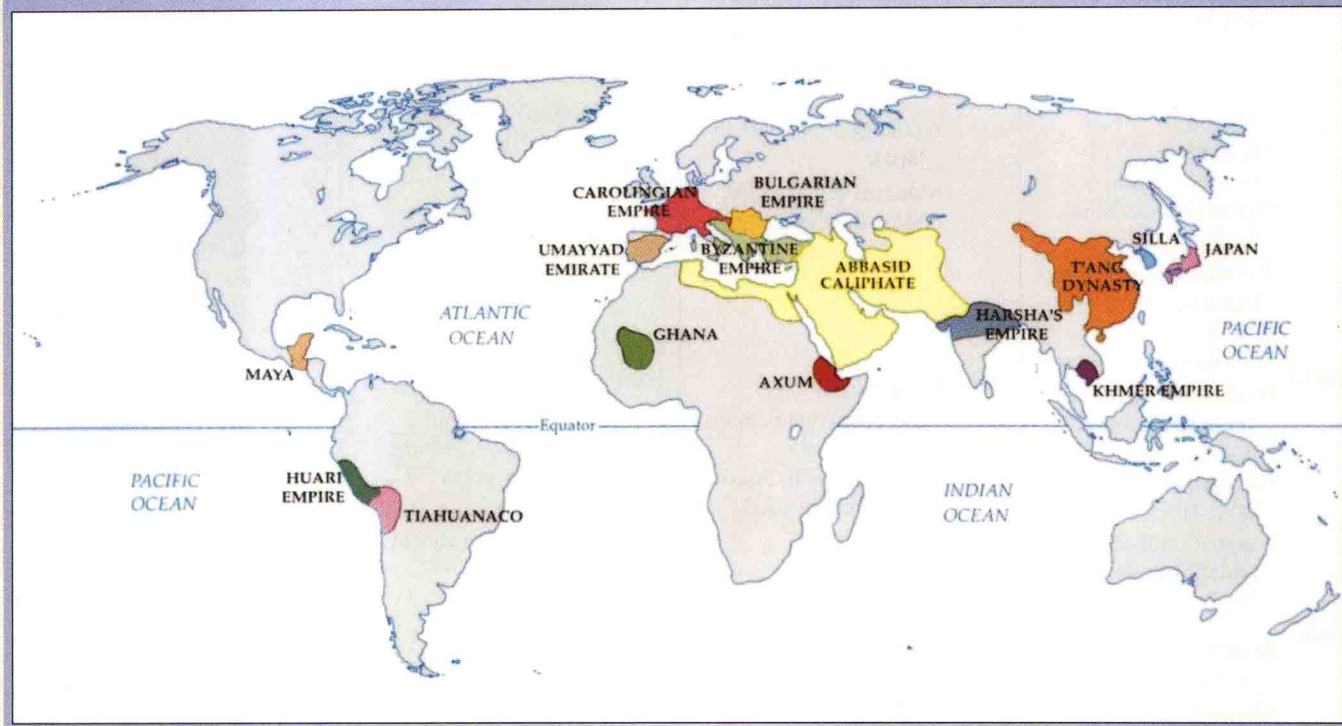 CAROLINGIAN
EMPIRE
BULGARIAN
EMPIRE
UMAYYAD
EMIRATE
BYZANTINE
EMPIRE
ABBASID
CALIPHATE
SILLA
JAPAN
T'ANG
DYNASTY
HARSHA'S
EMPIRE
ATLANTIC
OCEAN
PACIFIC
OCEAN
GHANA
MAYA
AXUM
KHMER EMPIRE
Equator
PACIFIC
OCEAN
HUARI
EMPIRE
TIAHUANACO
INDIAN
OCEAN